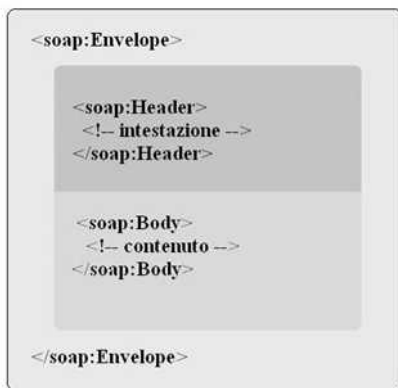 <soap:Envelope>
<soap:Header>
<!-- intestazione -->
</soap:Header>
<soap:Body>
<!-- contenuto -->
</soap:Body>
</soap:Envelope>